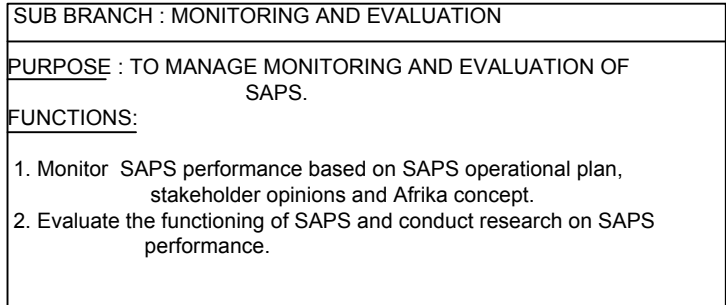 SUB BRANCH : MONITORING AND EVALUATION
PURPOSE : TO MANAGE MONITORING AND EVALUATION OF
SAPS.
FUNCTIONS:
1. Monitor SAPS performance based on SAPS operational plan,
stakeholder opinions and Afrika concept.
2. Evaluate the functioning of SAPS and conduct research on SAPS
performance.